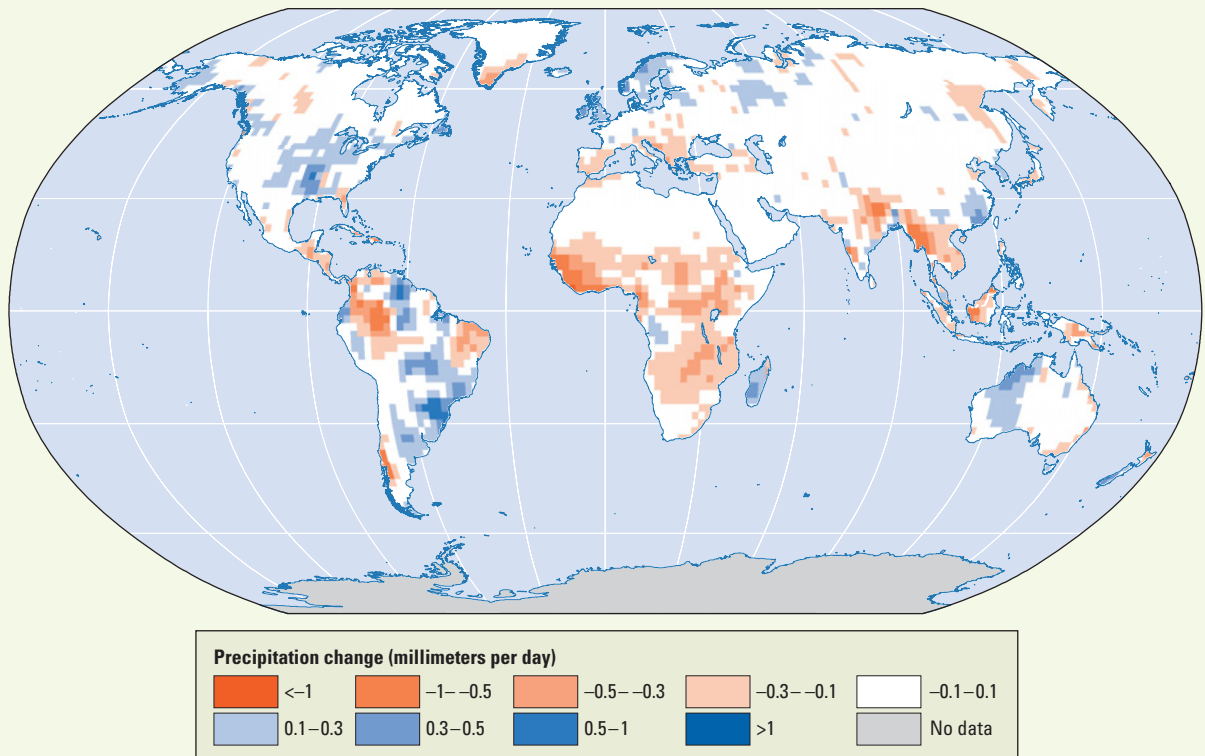 Precipitation change (millimeters per day)
<–1 –1– –0.5 –0.5– –0.3 –0.3– –0.1 –0.1–0.1
0.1–0.3 0.3–0.5 0.5–1 >1 No data